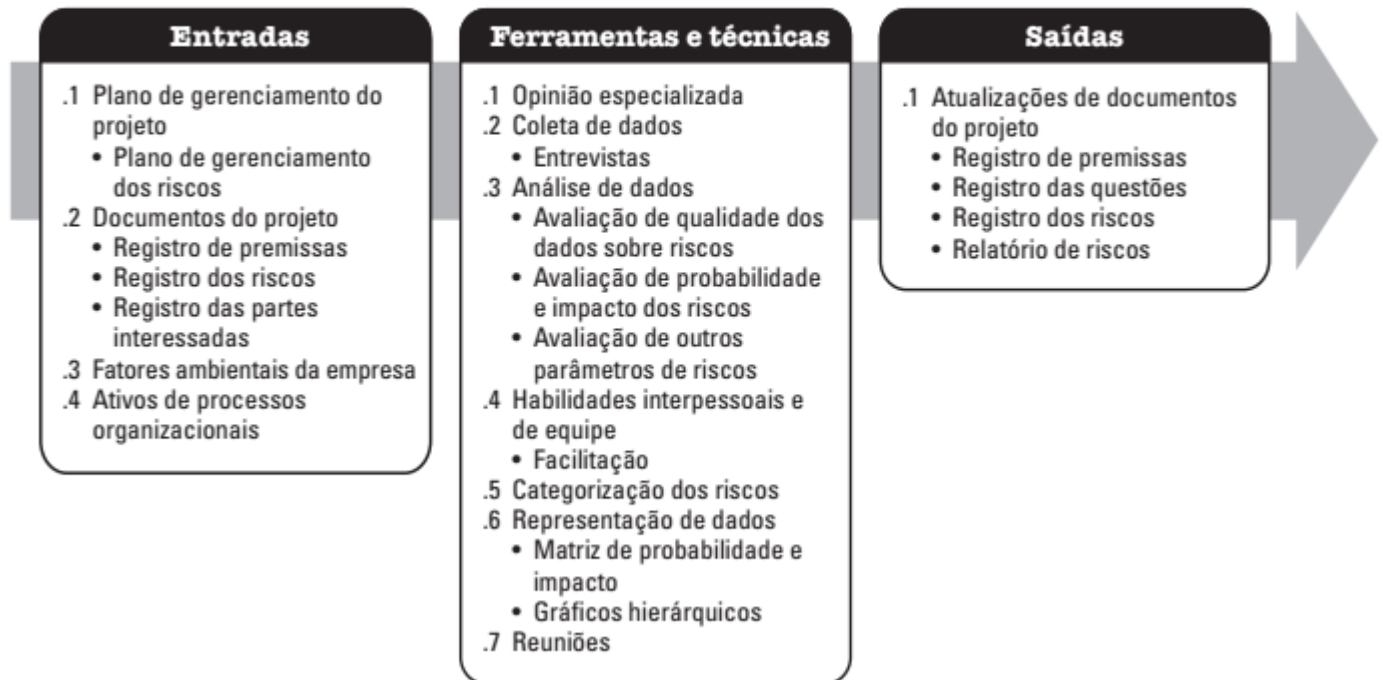 Entradas
.1 Plano de gerenciamento do
projeto
• Plano de gerenciamento
dos riscos
.2 Documentos do projeto
• Registro de premissas
• Registro dos riscos
• Registro das partes
interessadas
.3 Fatores ambientais da empresa
.4 Ativos de processos
organizacionais
Ferramentas e técnicas
.1 Opinião especializada
.2 Coleta de dados
• Entrevistas
.3 Análise de dados
• Avaliação de qualidade dos
dados sobre riscos
• Avaliação de probabilidade
e impacto dos riscos
• Avaliação de outros
parâmetros de riscos
.4 Habilidades interpessoais e
de equipe
• Facilitação
.5 Categorização dos riscos
.6 Representação de dados
• Matriz de probabilidade e
impacto
• Gráficos hierárquicos
.7 Reuniões
Saídas
.1 Atualizações de documentos
do projeto
• Registro de premissas
• Registro das questões
• Registro dos riscos
• Relatório de riscos